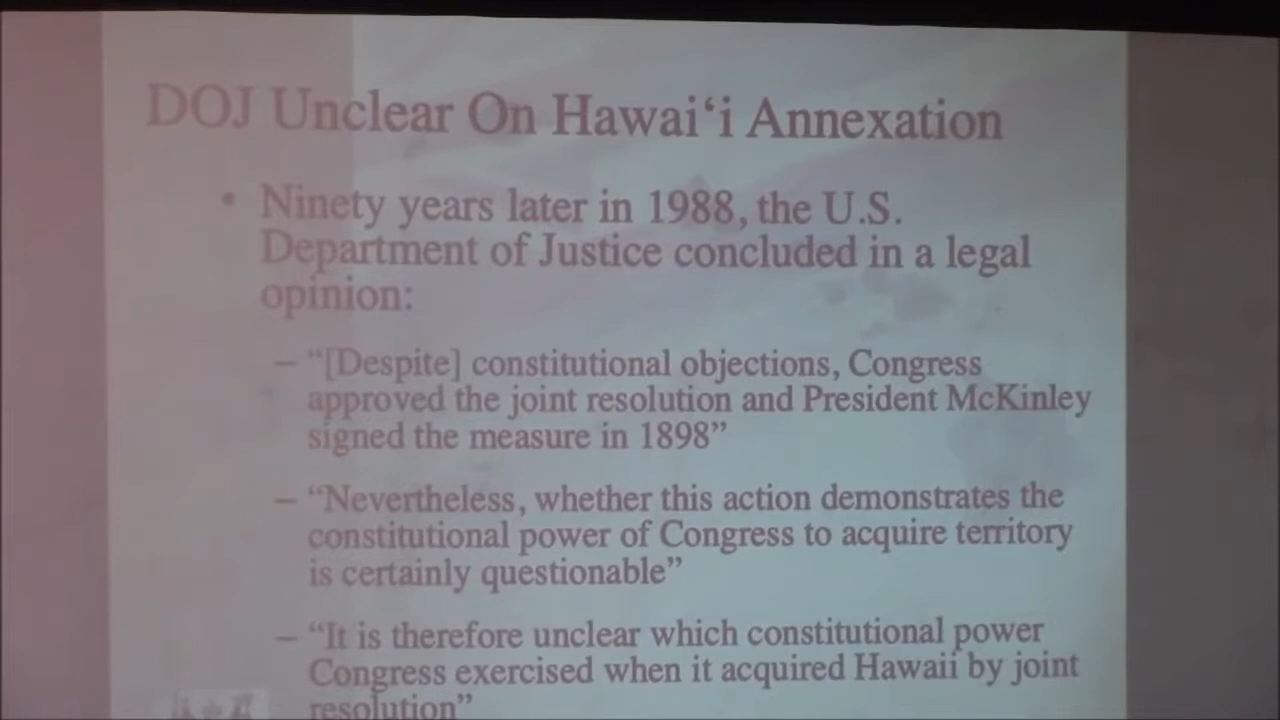 DOJ Unclear On Hawai‘i Annexation
• Ninety years later in 1988, the U.S.
Department of Justice concluded in a legal
opinion:
– “[Despite] constitutional objections, Congress
approved the joint resolution and President McKinley
signed the measure in 1898”
– “Nevertheless, whether this action demonstrates the
constitutional power of Congress to acquire territory
is certainly questionable”
– “It is therefore unclear which constitutional power
Congress exercised when it acquired Hawaii by joint
resolution”